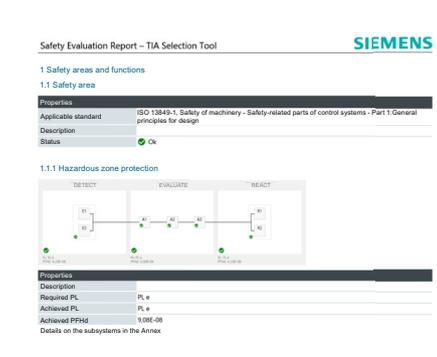 Safety Evaluation Report – TIA Selection Tool
SIEMENS
1 Safety areas and functions
1.1 Safety area
Properties
Applicable standard
ISO 13849-1, Safety of machinery - Safety-related parts of control systems - Part 1:General
principles for design
Description
Status
Ok
1.1.1 Hazardous zone protection
DETECT
EVALUATE
REACT
Properties
Description
Required PL
PL e
Achieved PL
PL e
Achieved PFHd
9,08E-08
Details on the subsystems in the Annex